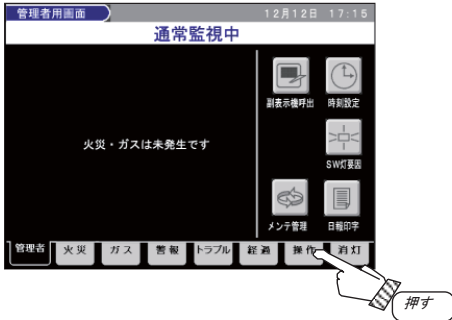 管理者用画面
12月12日 17:15
通常監視中
副表示機呼出
時刻設定
火災・ガスは未発生です
SW灯要因
メンテ管理
日報印字
管理者
火災
ガス
警報
トラブル
経過
操作
消灯
押す